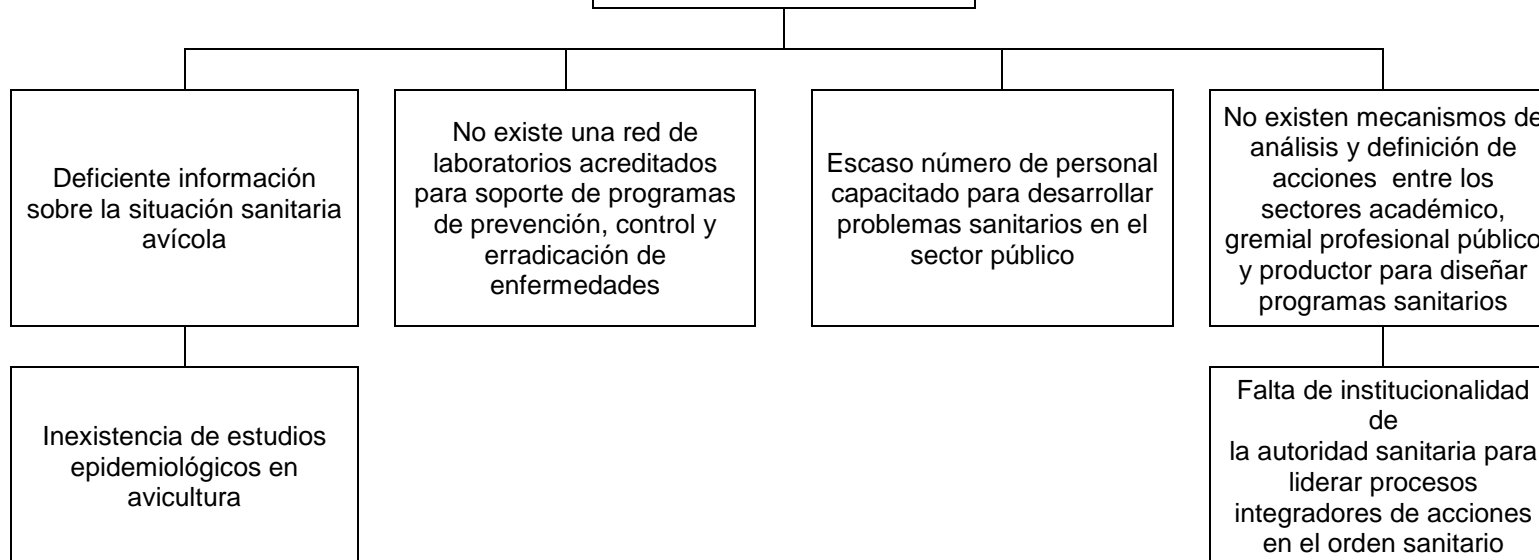 Deficiente información
sobre la situación sanitaria
avícola
No existe una red de
laboratorios acreditados
para soporte de programas
de prevención, control y
erradicación de
enfermedades
Escaso número de personal
capacitado para desarrollar
problemas sanitarios en el
sector público
No existen mecanismos de
análisis y definición de
acciones entre los
sectores académico,
gremial profesional público
y productor para diseñar
programas sanitarios
Inexistencia de estudios
epidemiológicos en
avicultura
Falta de institucionalidad
de
la autoridad sanitaria para
liderar procesos
integradores de acciones
en el orden sanitario